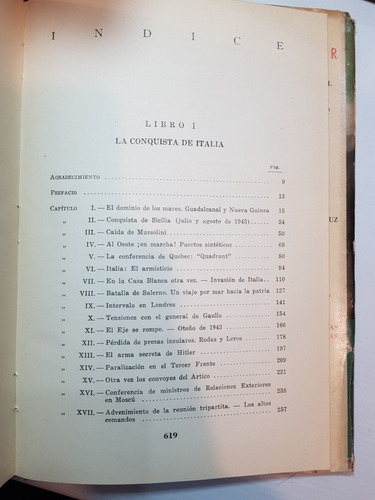 I N D I C E
LIBRO I
LA CONQUISTA DE ITALIA
Pág.
AGRADECIMIENTO 9
PREFACIO 13
CAPÍTULO I. — El dominio de los mares. Guadalcanal y Nueva Guinea 15
„ II. — Conquista de Sicilia (julio y agosto de 1943) 34
„ III. — Caída de Mussolini 50
„ IV. — Al Oeste ¡en marcha! Puertos sintéticos 69
„ V. — La conferencia de Quebec: "Quadrant" 80
„ VI. — Italia: El armisticio 94
„ VII. — En la Casa Blanca otra vez. — Invasión de Italia 110
„ VIII. — Batalla de Salerno. Un viaje por mar hacia la patria 127
„ IX. — Intervalo en Londres 141
„ X. — Tensiones con el general de Gaulle 154
„ XI. — El Eje se rompe. — Otoño de 1943 166
„ XII. — Pérdida de presas insulares. Rodas y Leros 178
„ XIII. — El arma secreta de Hitler 197
„ XIV. — Paralización en el Tercer Frente 209
„ XV. — Otra vez los convoyes del Artico 221
„ XVI. — Conferencia de ministros de Relaciones Exteriores
en Moscú 238
„ XVII. — Advenimiento de la reunión tripartita. — Los altos
comandos 257
619
R
L
UZ